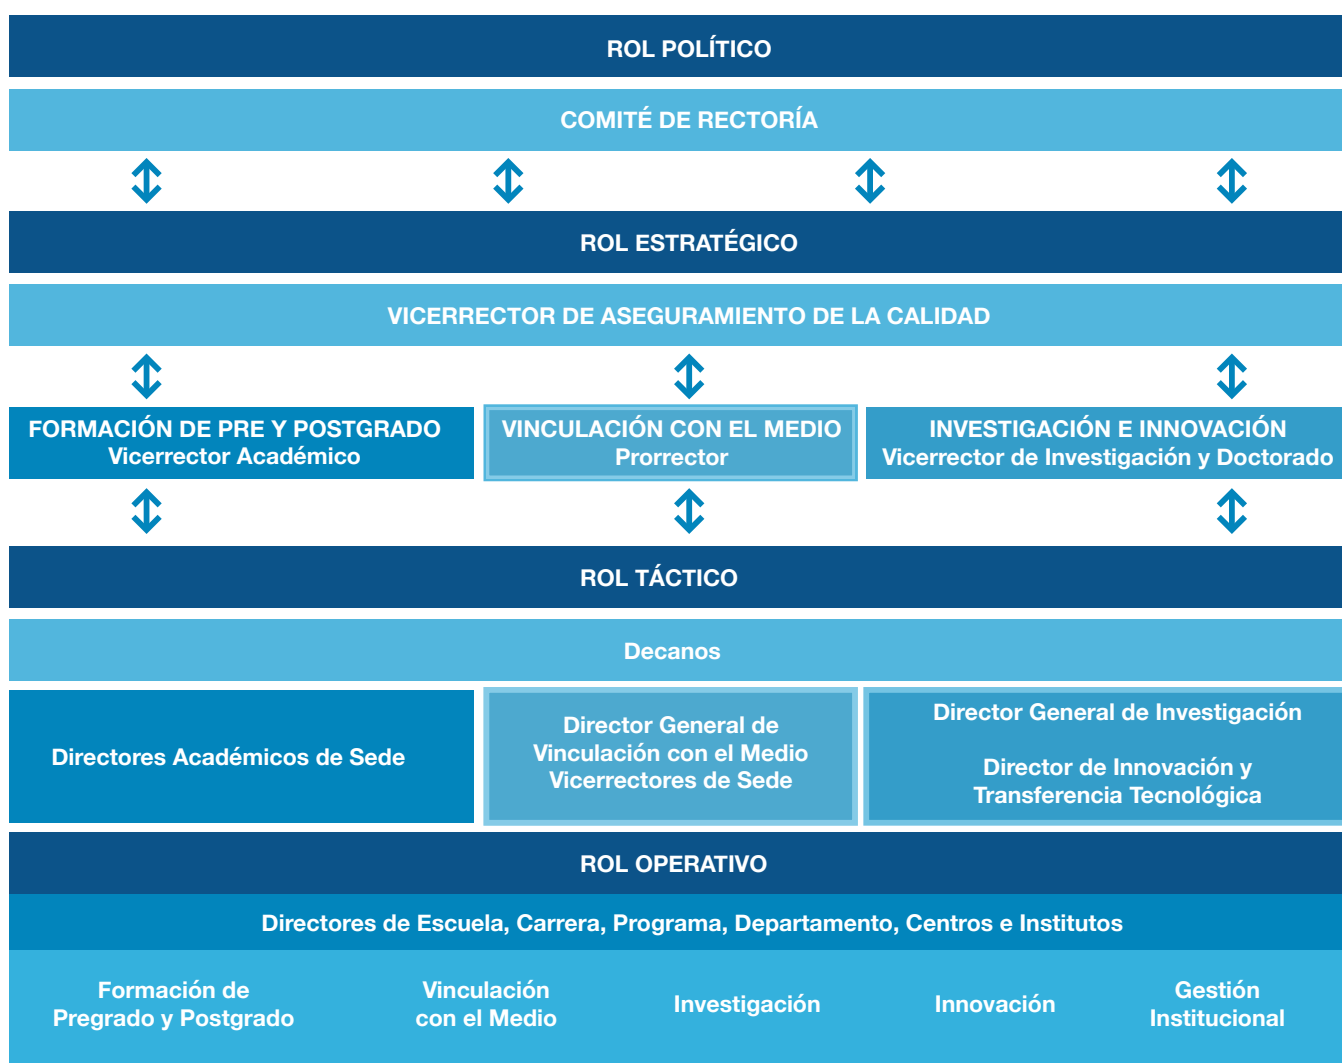 ROL POLÍTICO
COMITÉ DE RECTORÍA
ROL ESTRATÉGICO
VICERRECTOR DE ASEGURAMIENTO DE LA CALIDAD
FORMACIÓN DE PRE Y POSTGRADO
Vicerrector Académico
VINCULACIÓN CON EL MEDIO
Prorrector
INVESTIGACIÓN E INNOVACIÓN
Vicerrector de Investigación y Doctorado
ROL TÁCTICO
Decanos
Directores Académicos de Sede
Director General de
Vinculación con el Medio
Vicerrectores de Sede
Director General de Investigación
Director de Innovación y
Transferencia Tecnológica
ROL OPERATIVO
Directores de Escuela, Carrera, Programa, Departamento, Centros e Institutos
Formación de
Pregrado y Postgrado
Vinculación
con el Medio
Investigación
Innovación
Gestión
Institucional